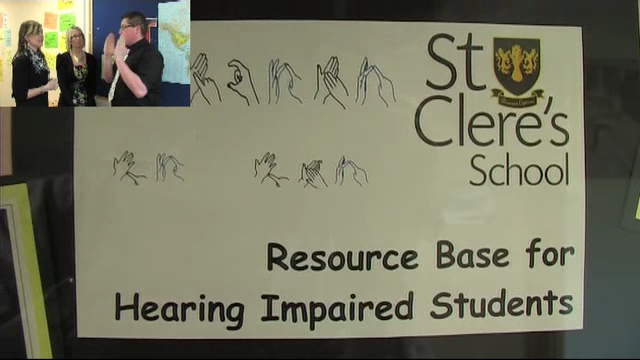 St
Clere's
School
Resource Base for
Hearing Impaired Students